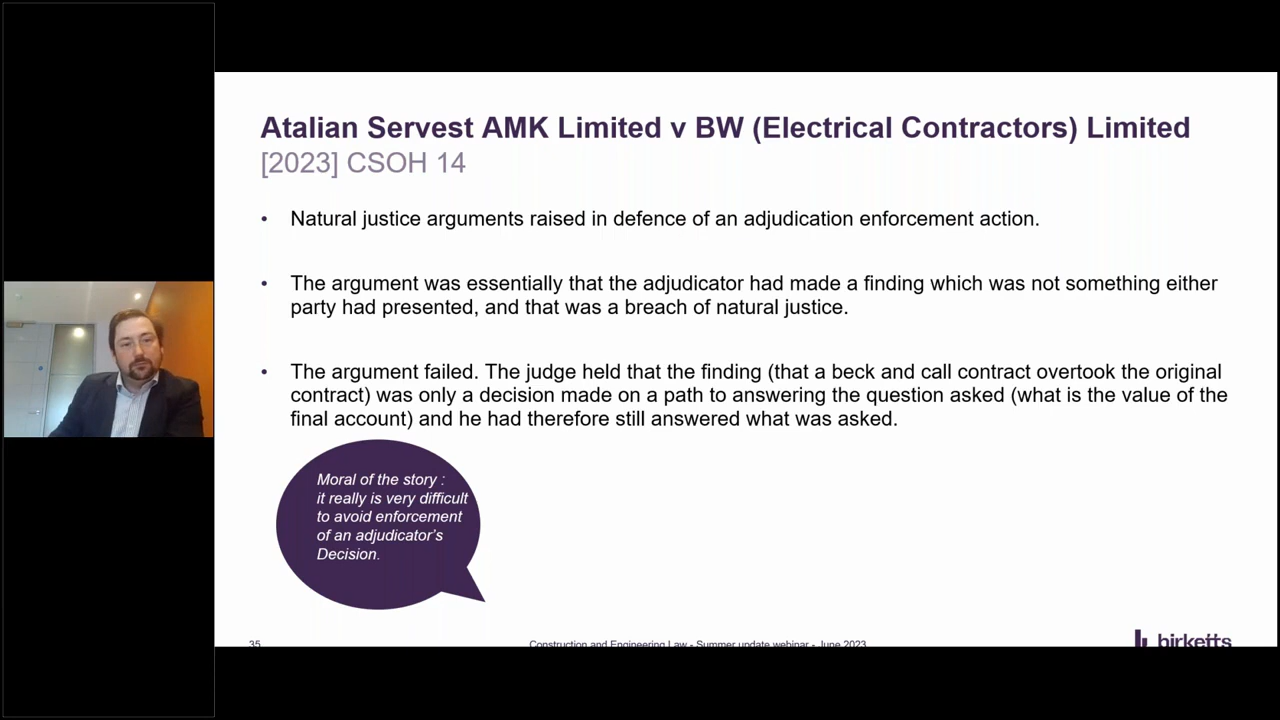 Atalian Servest AMK Limited v BW (Electrical Contractors) Limited
[2023] CSOH 14
• Natural justice arguments raised in defence of an adjudication enforcement action.
• The argument was essentially that the adjudicator had made a finding which was not something either
party had presented, and that was a breach of natural justice.
• The argument failed. The judge held that the finding (that a beck and call contract overtook the original
contract) was only a decision made on a path to answering the question asked (what is the value of the
final account) and he had therefore still answered what was asked.
Moral of the story :
it really is very difficult
to avoid enforcement
of an adjudicator's
Decision.
35
Construction and Engineering Law - Summer update webinar - June 2023
birketts